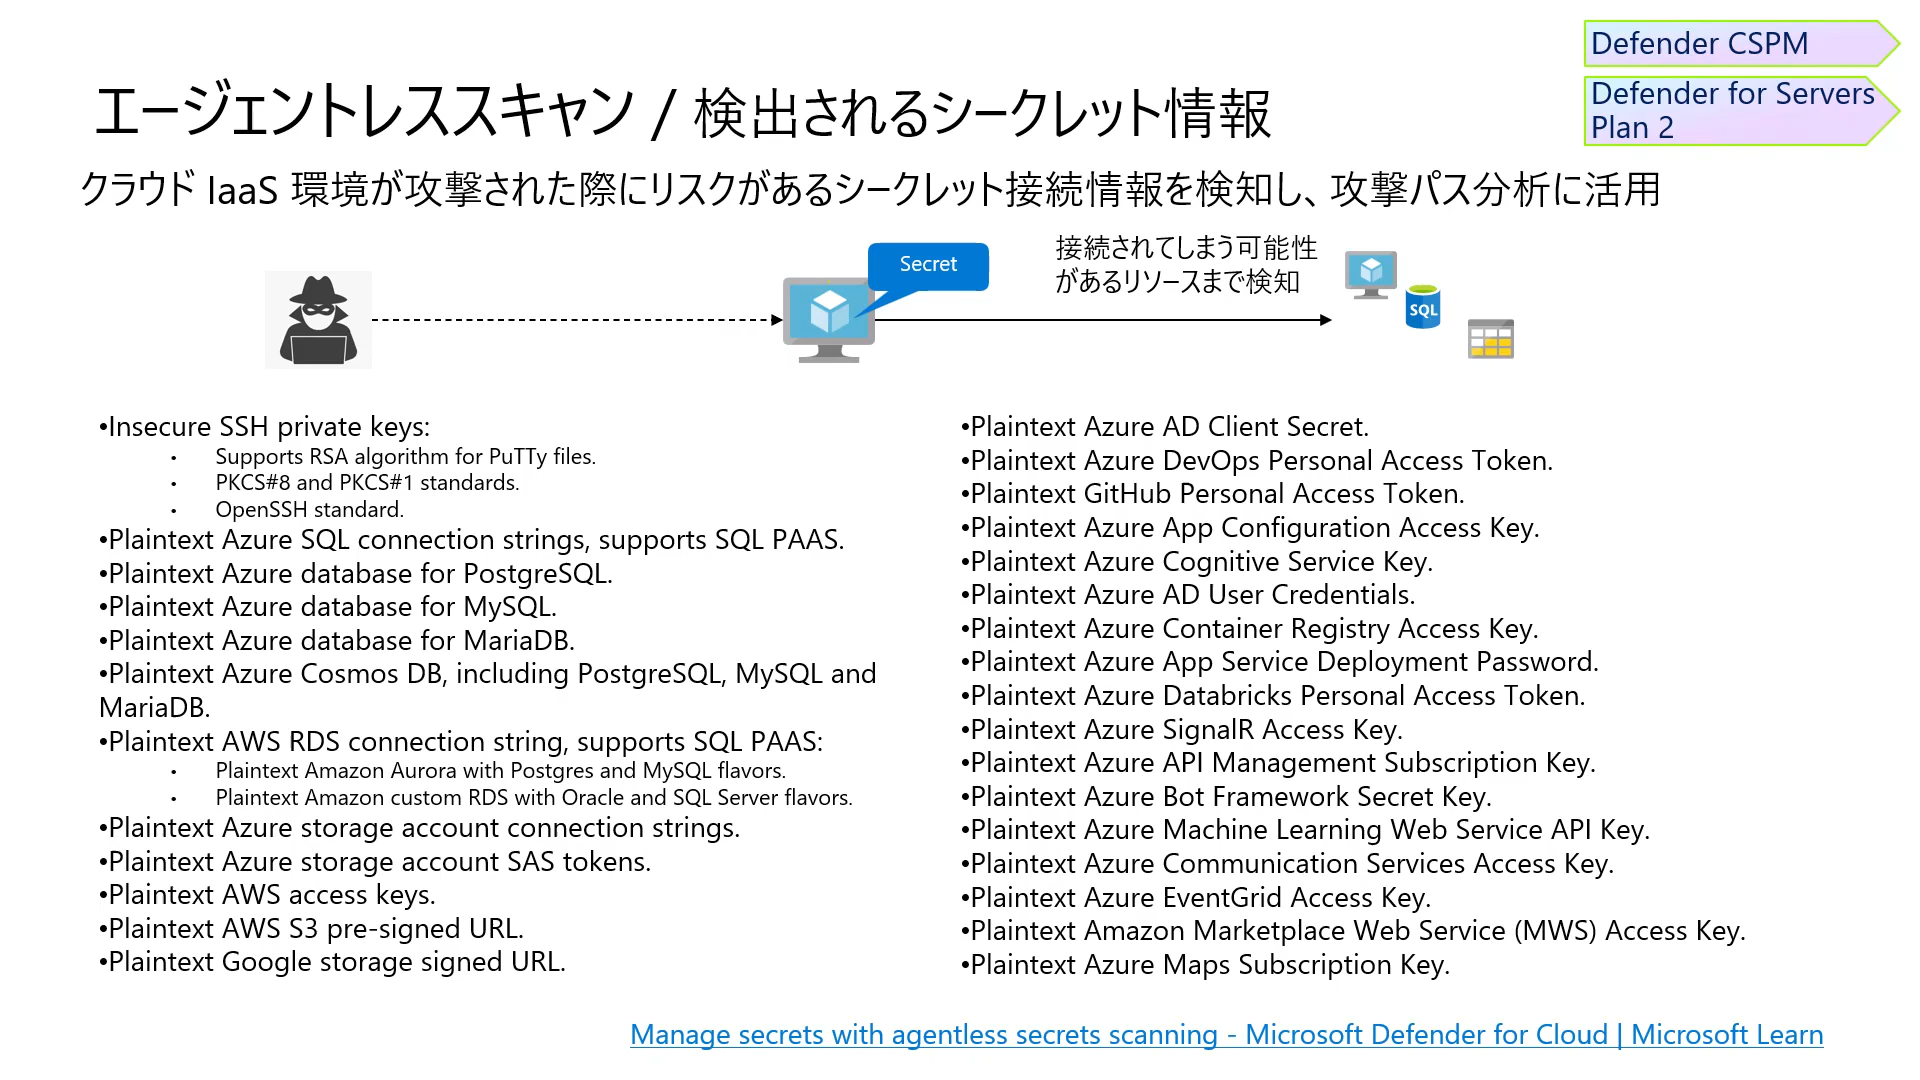 Defender CSPM
Defender for Servers
Plan 2
エージェントレススキャン / 検出されるシークレット情報
クラウド IaaS 環境が攻撃された際にリスクがあるシークレット接続情報を検知し、攻撃パス分析に活用
Secret
接続されてしまう可能性
があるリソースまで検知
SQL
•Insecure SSH private keys:
• Supports RSA algorithm for PuTTy files.
• PKCS#8 and PKCS#1 standards.
• OpenSSH standard.
•Plaintext Azure SQL connection strings, supports SQL PAAS.
•Plaintext Azure database for PostgreSQL.
•Plaintext Azure database for MySQL.
•Plaintext Azure database for MariaDB.
•Plaintext Azure Cosmos DB, including PostgreSQL, MySQL and
MariaDB.
•Plaintext AWS RDS connection string, supports SQL PAAS:
• Plaintext Amazon Aurora with Postgres and MySQL flavors.
• Plaintext Amazon custom RDS with Oracle and SQL Server flavors.
•Plaintext Azure storage account connection strings.
•Plaintext Azure storage account SAS tokens.
•Plaintext AWS access keys.
•Plaintext AWS S3 pre-signed URL.
•Plaintext Google storage signed URL.
•Plaintext Azure AD Client Secret.
•Plaintext Azure DevOps Personal Access Token.
•Plaintext GitHub Personal Access Token.
•Plaintext Azure App Configuration Access Key.
•Plaintext Azure Cognitive Service Key.
•Plaintext Azure AD User Credentials.
•Plaintext Azure Container Registry Access Key.
•Plaintext Azure App Service Deployment Password.
•Plaintext Azure Databricks Personal Access Token.
•Plaintext Azure SignalR Access Key.
•Plaintext Azure API Management Subscription Key.
•Plaintext Azure Bot Framework Secret Key.
•Plaintext Azure Machine Learning Web Service API Key.
•Plaintext Azure Communication Services Access Key.
•Plaintext Azure EventGrid Access Key.
•Plaintext Amazon Marketplace Web Service (MWS) Access Key.
•Plaintext Azure Maps Subscription Key.
Manage secrets with agentless secrets scanning - Microsoft Defender for Cloud | Microsoft Learn